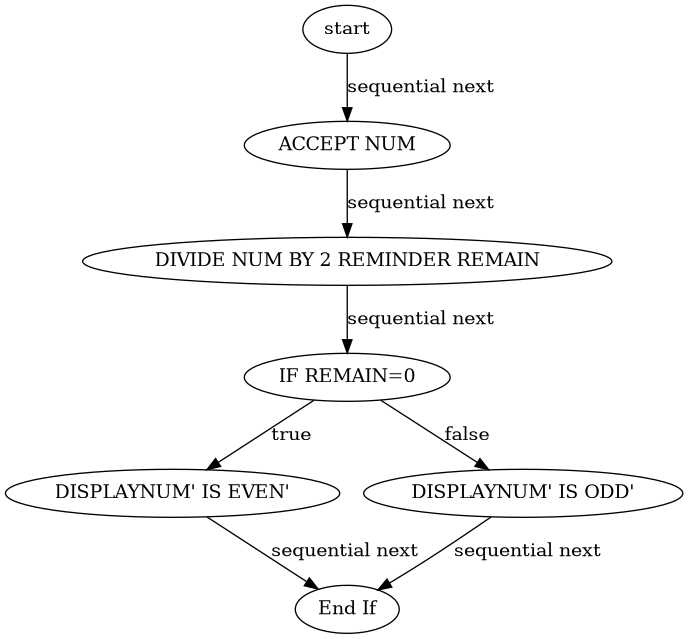 start
sequential next
ACCEPT NUM
sequential next
DIVIDE NUM BY 2 REMINDER REMAIN
sequential next
IF REMAIN=0
true
false
DISPLAYNUM' IS EVEN'
DISPLAYNUM' IS ODD'
sequential next
sequential next
End If